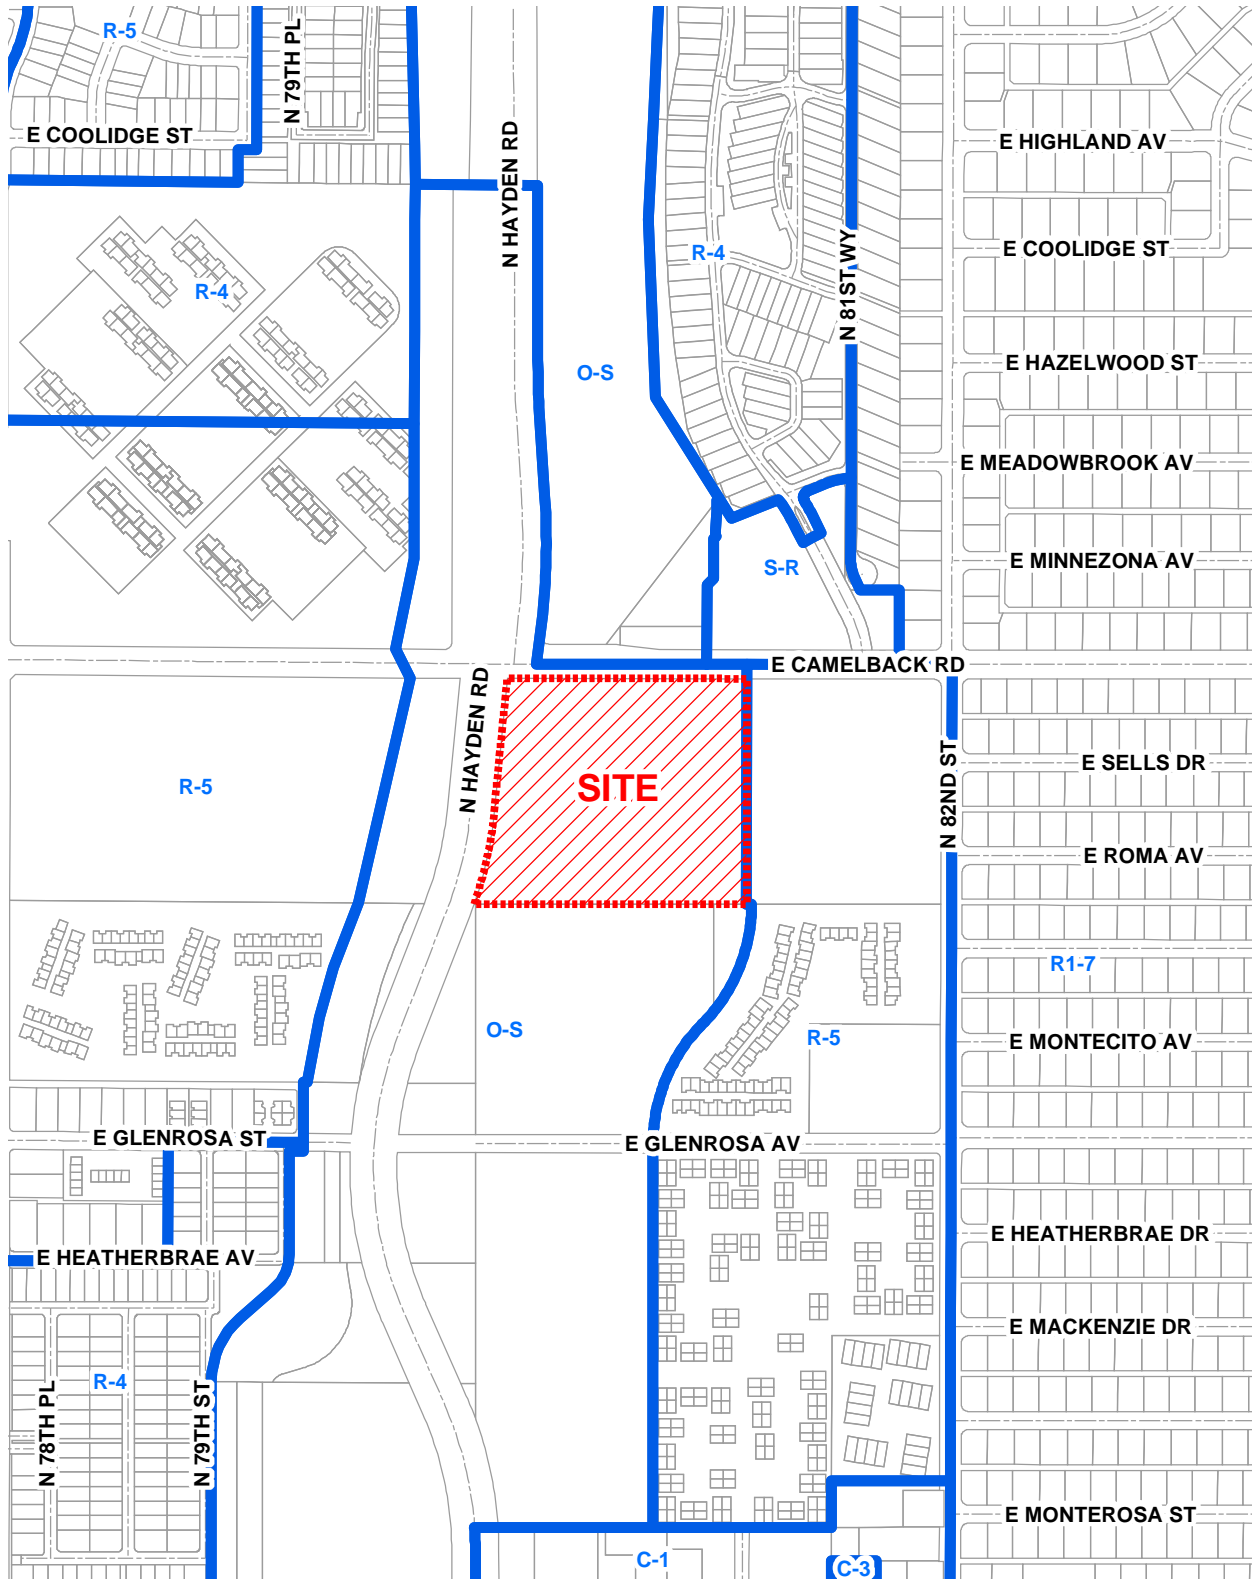 R-5
N 79TH PL
E COOLIDGE ST
N HAYDEN RD
E HIGHLAND AV
R-4
N 81ST WY
E COOLIDGE ST
R-4
O-S
E HAZELWOOD ST
E MEADOWBROOK AV
S-R
E MINNEZONA AV
E CAMELBACK RD
N HAYDEN RD
R-5
SITE
N 82ND ST
E SELLS DR
E ROMA AV
R1-7
O-S
R-5
E MONTECITO AV
E GLENROSA ST
E GLENROSA AV
E HEATHERBRAE AV
E HEATHERBRAE DR
E MACKENZIE DR
R-4
N 78TH PL
N 79TH ST
E MONTEROSA ST
C-1
C-3